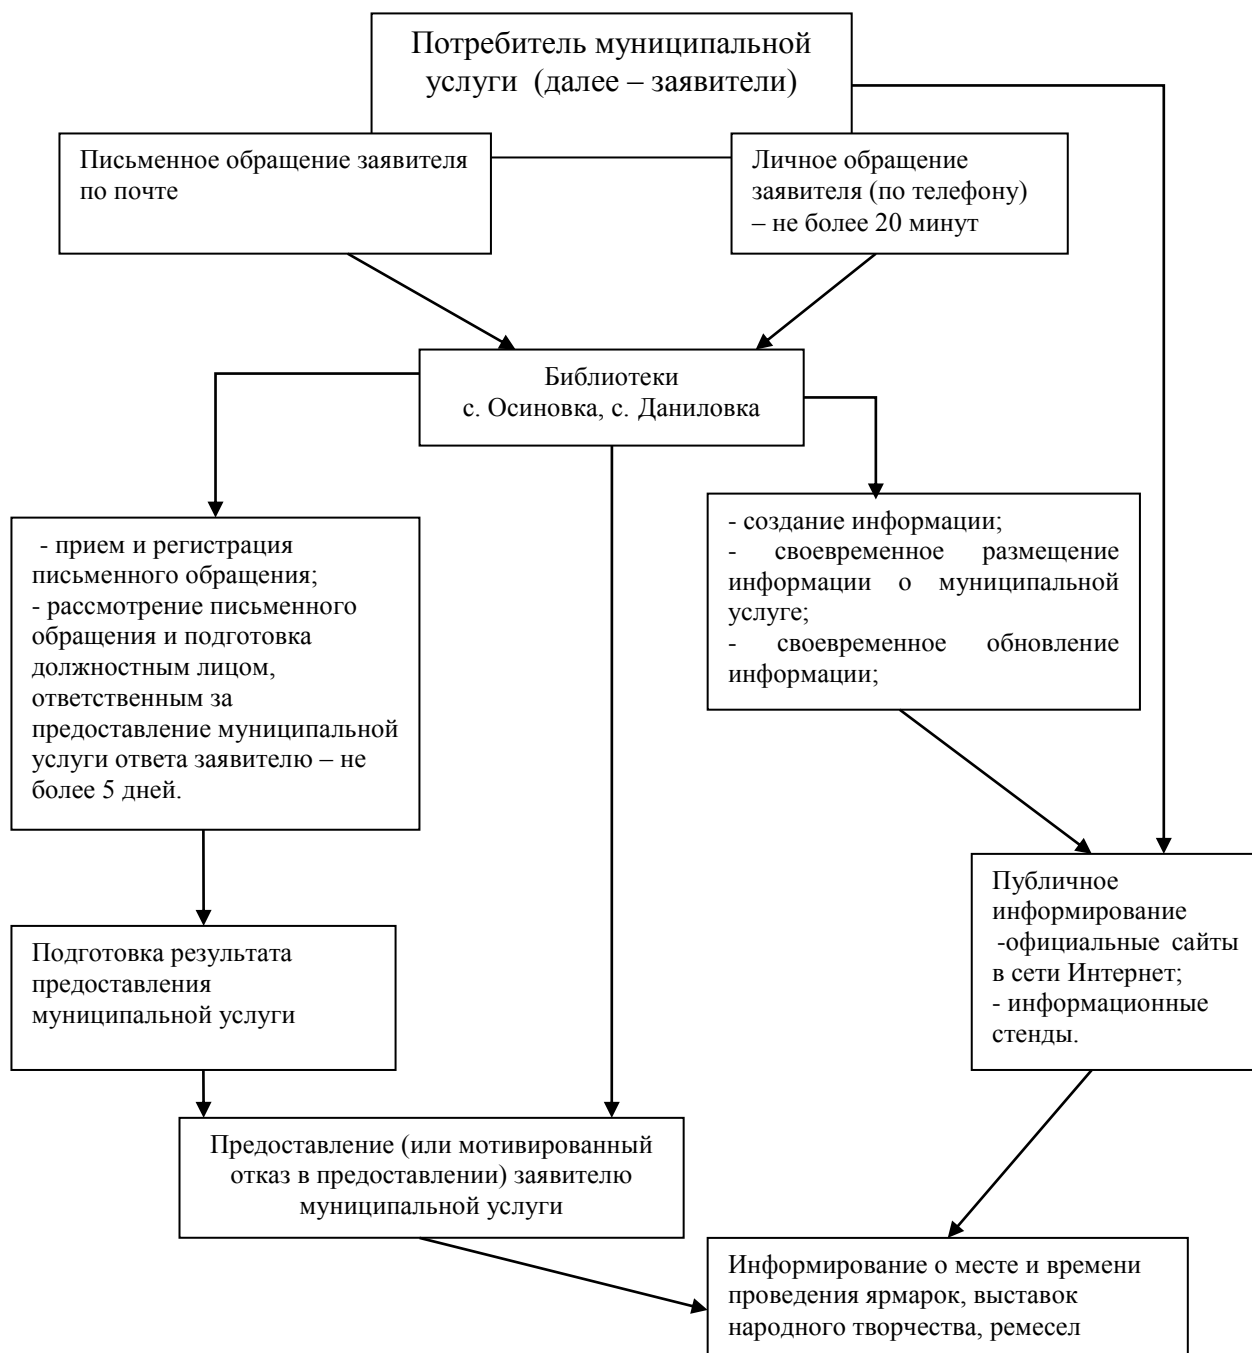 Потребитель муниципальной
услуги (далее – заявители)
Письменное обращение заявителя
по почте
Личное обращение
заявителя (по телефону)
– не более 20 минут
Библиотеки
с. Осиновка, с. Даниловка
- прием и регистрация
письменного обращения;
- рассмотрение письменного
обращения и подготовка
должностным лицом,
ответственным за
предоставление муниципальной
услуги ответа заявителю – не
более 5 дней.
- создание информации;
- своевременное размещение
информации о муниципальной
услуге;
- своевременное обновление
информации;
Подготовка результата
предоставления
муниципальной услуги
Публичное
информирование
-официальные сайты
в сети Интернет;
- информационные
стенды.
Предоставление (или мотивированный
отказ в предоставлении) заявителю
муниципальной услуги
Информирование о месте и времени
проведения ярмарок, выставок
народного творчества, ремесел